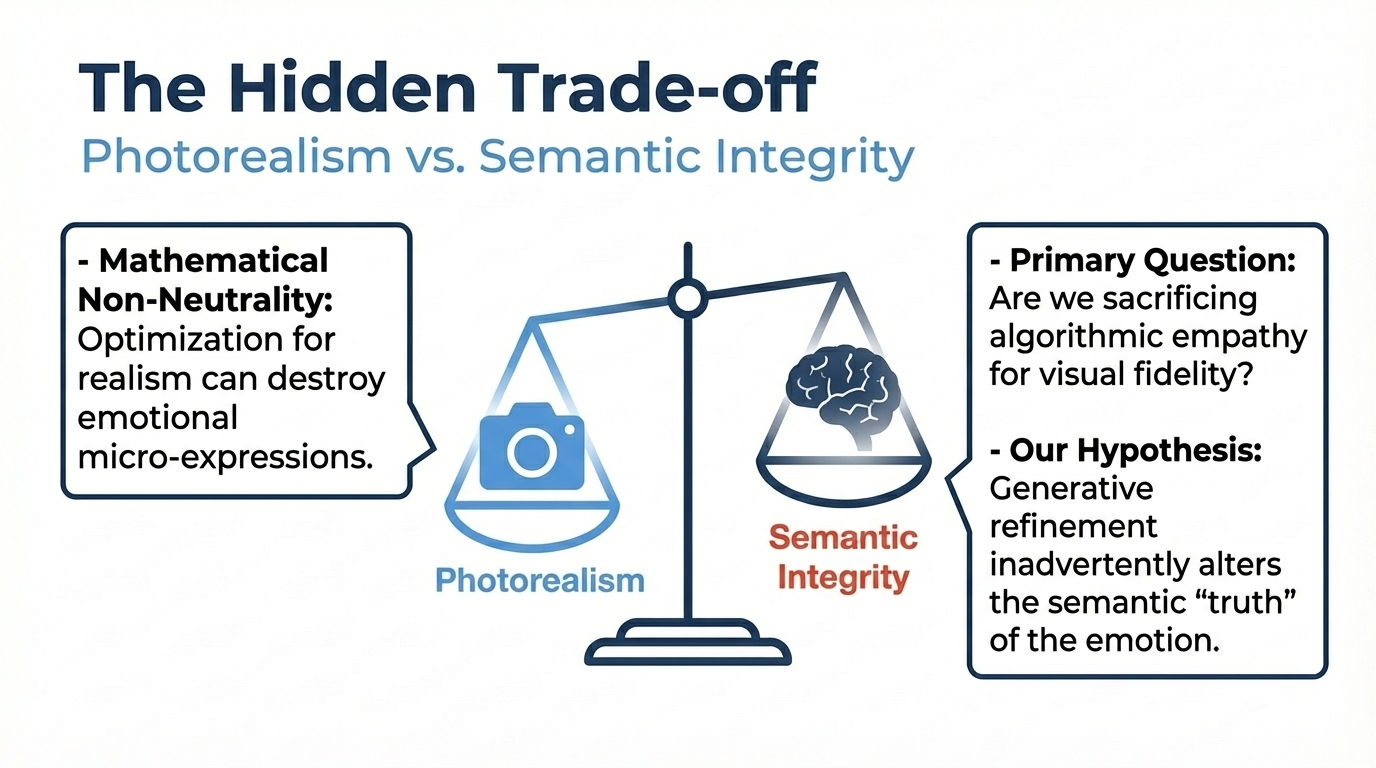 The Hidden Trade-off
Photorealism vs. Semantic Integrity
- Mathematical
Non-Neutrality:
Optimization for
realism can destroy
emotional
micro-expressions.
Photorealism
Semantic
Integrity
- Primary Question:
Are we sacrificing
algorithmic empathy
for visual fidelity?
- Our Hypothesis:
Generative
refinement
inadvertently alters
the semantic “truth”
of the emotion.